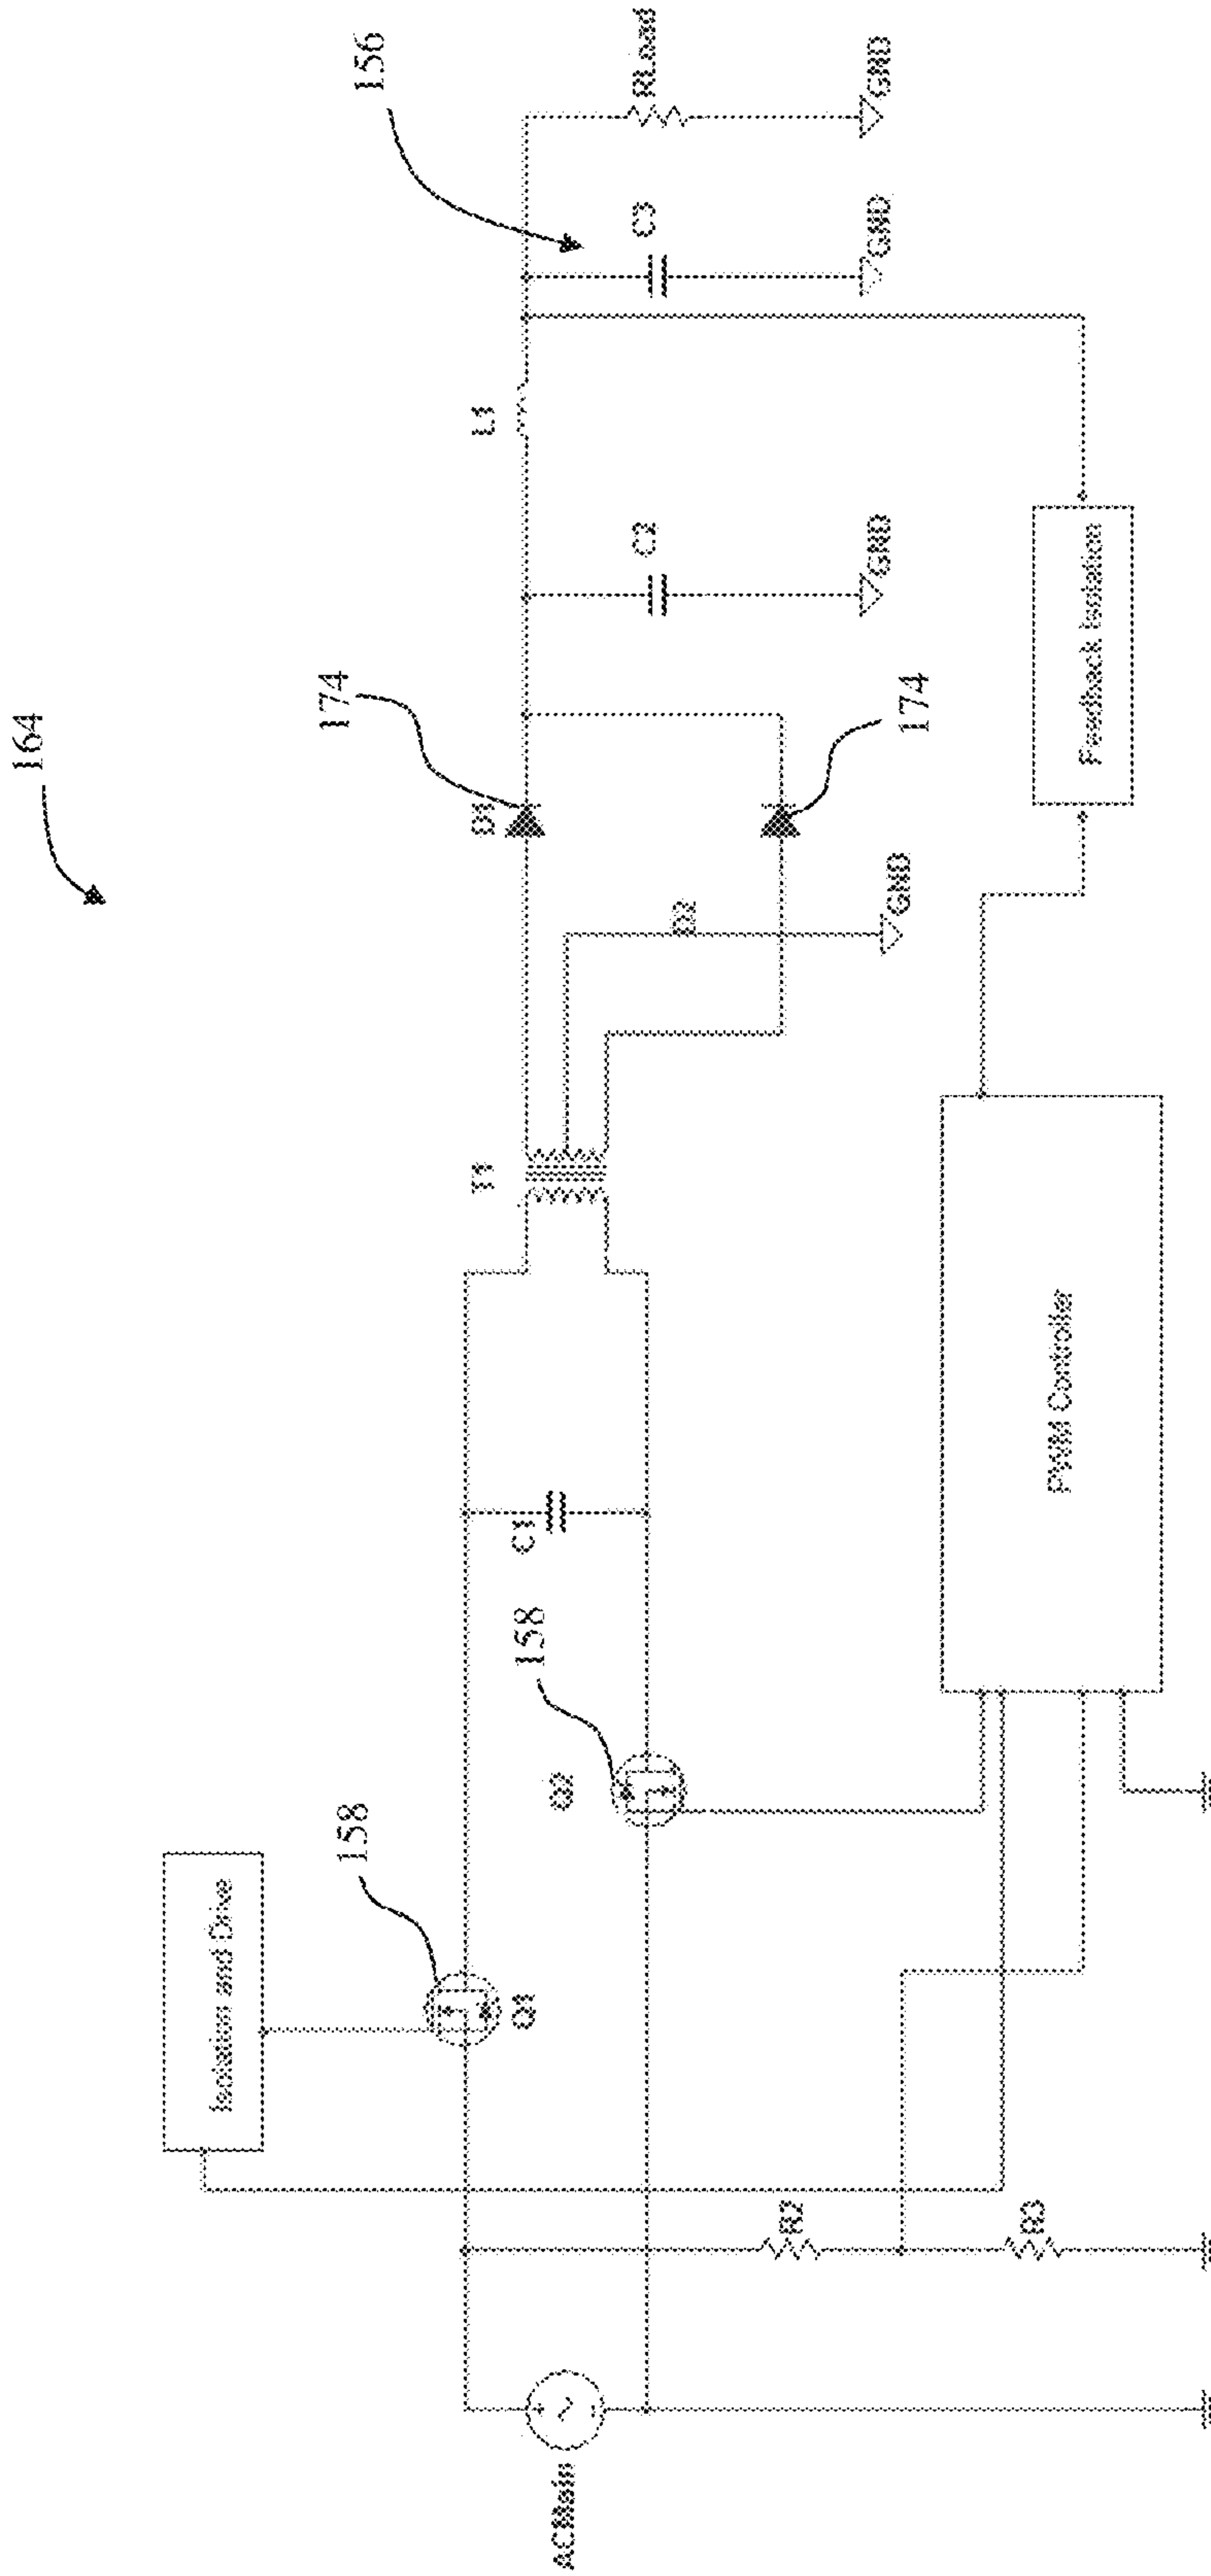 164
156
174
RLoad
C3
L1
C2
D1
T1
D2
174
GND
GND
GND
GND
Feedback Isolation
Isolation and Drive
158
Q1
158
Q2
C1
PWM Controller
ACMain
R2
R3